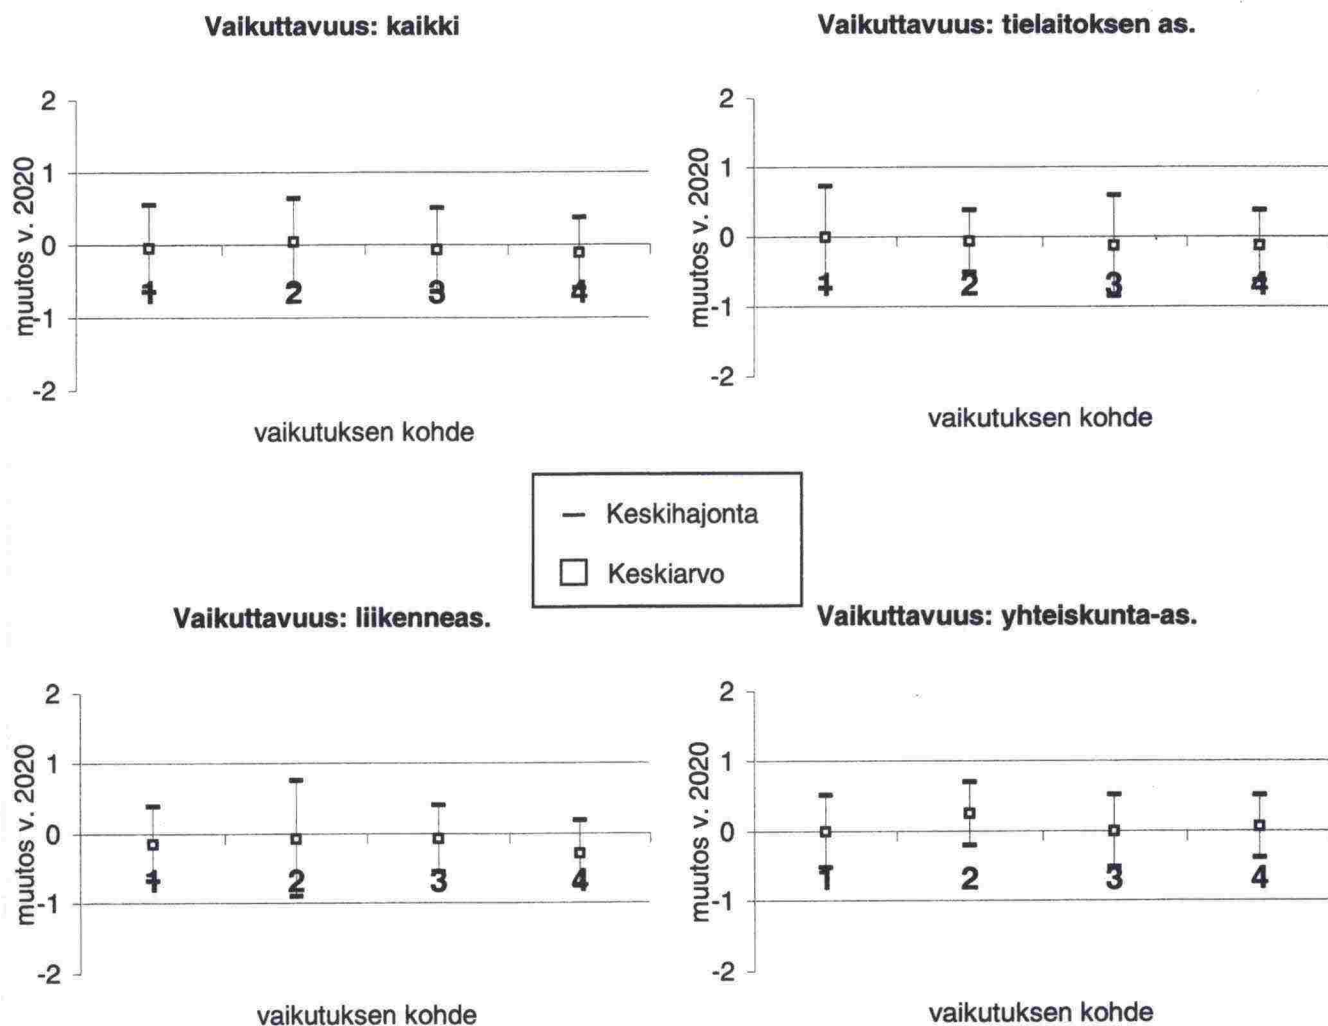 Vaikuttavuus: kaikki
muutos v. 2020
2
1
0
-1
-2
1
2
3
4
vaikutuksen kohde
Vaikuttavuus: tielaitoksen as.
muutos v. 2020
2
1
0
-1
-2
1
2
3
4
vaikutuksen kohde
Keskihajonta
Keskiarvo
Vaikuttavuus: liikenneas.
muutos v. 2020
2
1
0
-1
-2
1
2
3
4
vaikutuksen kohde
Vaikuttavuus: yhteiskunta-as.
muutos v. 2020
2
1
0
-1
-2
1
2
3
4
vaikutuksen kohde